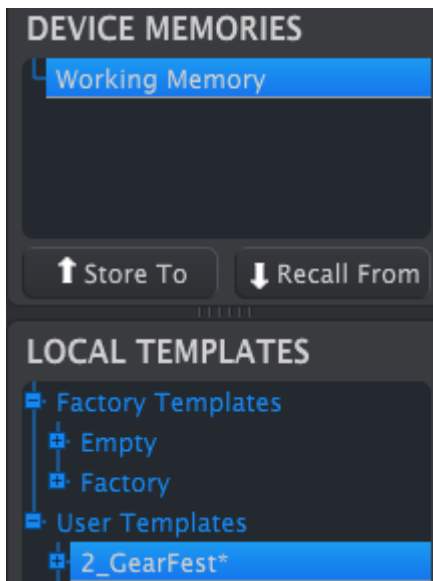 DEVICE MEMORIES
Working Memory
Store To
Recall From
LOCAL TEMPLATES
Factory Templates
Empty
Factory
User Templates
2_GearFest*